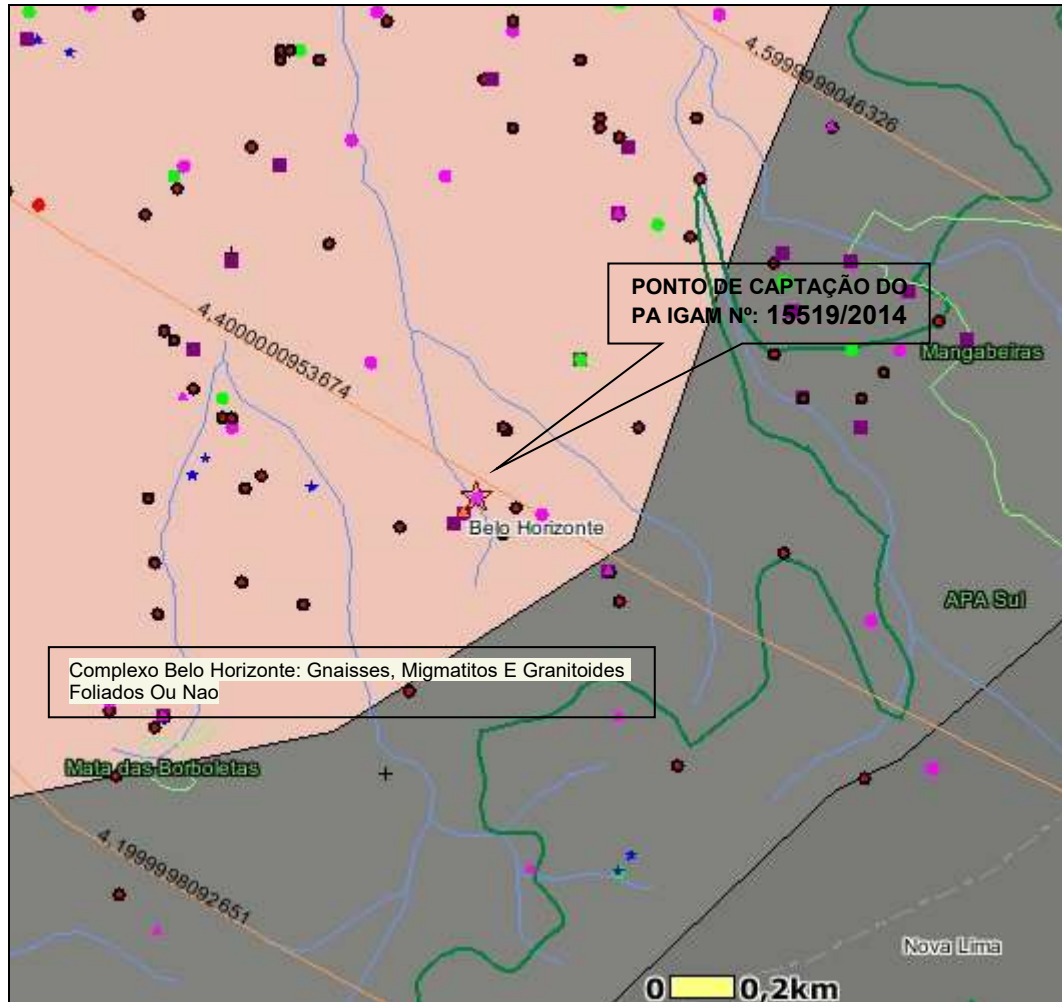 4.5999999046326
PONTO DE CAPTAÇÃO DO
PA IGAM Nº: 15519/2014
4.4000000953674
Mangabeiras
Belo Horizonte
APA Sul
Complexo Belo Horizonte: Gnaisses, Migmatitos E Granitoides
Foliados Ou Nao
Mata das Borboletas
4.1999998092651
Nova Lima
0 0,2km